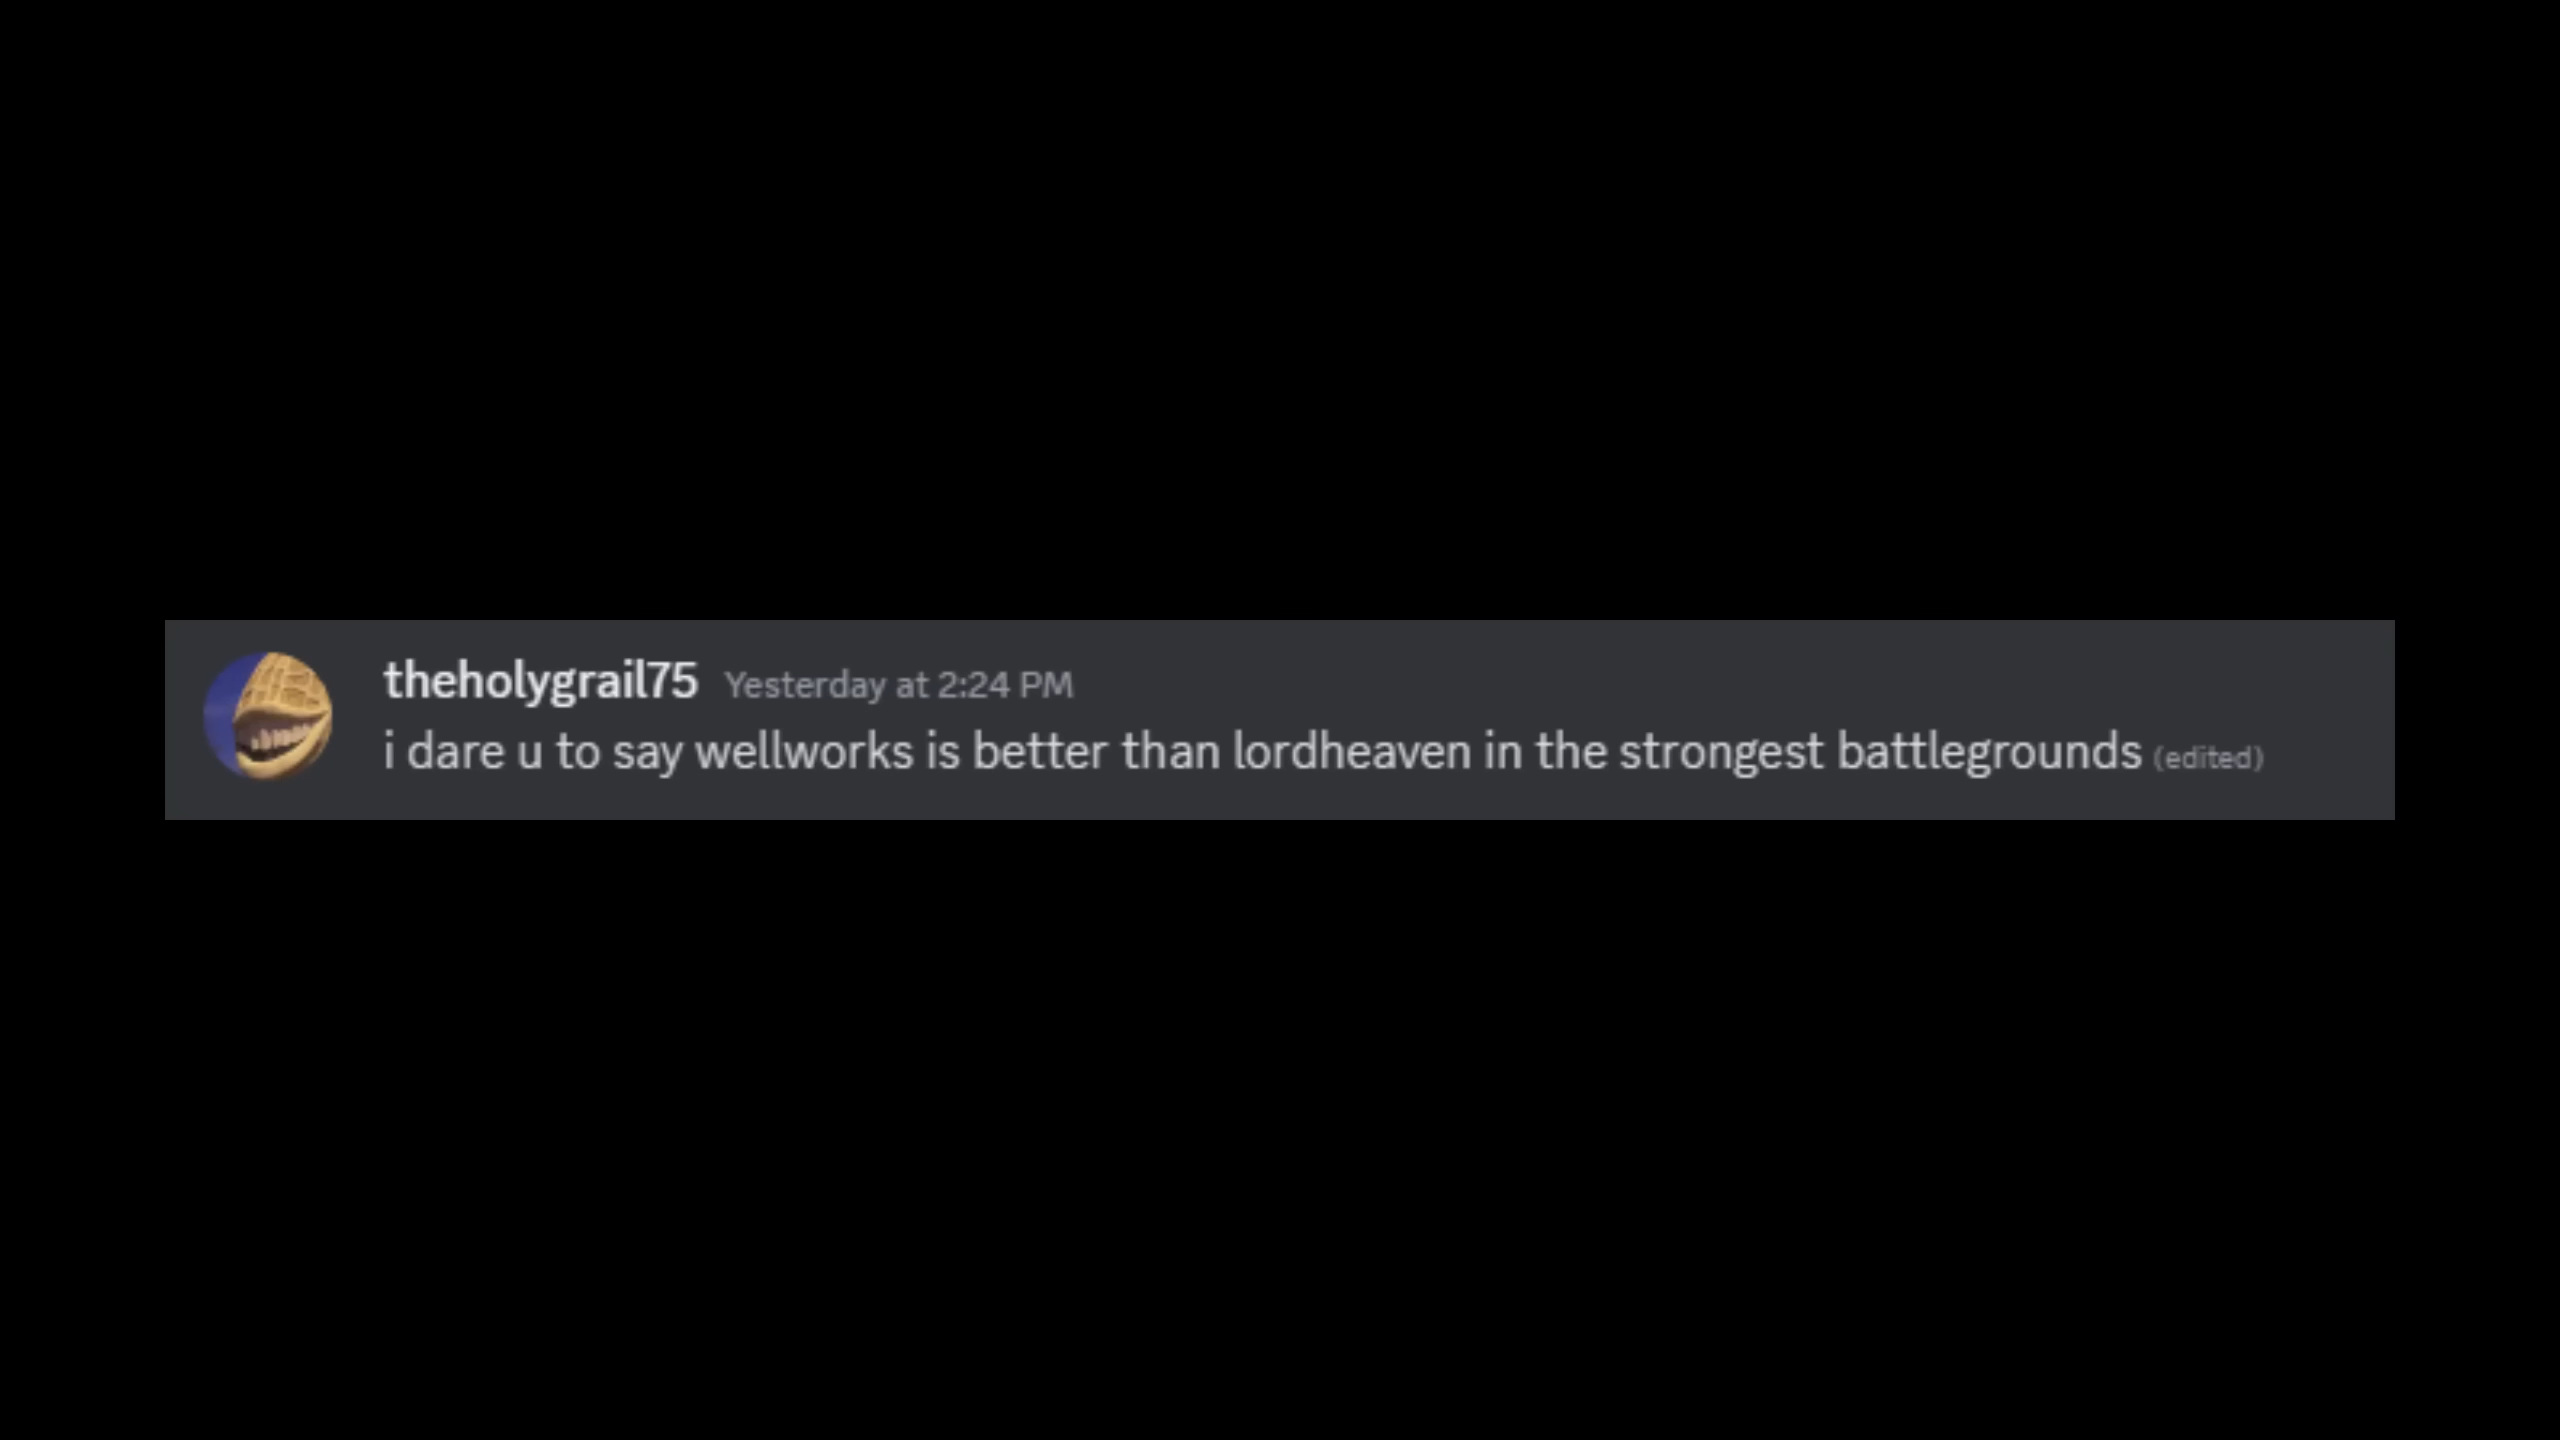 theholygrail75 Yesterday at 2:24 PM
i dare u to say wellworks is better than lordheaven in the strongest battlegrounds (edited)